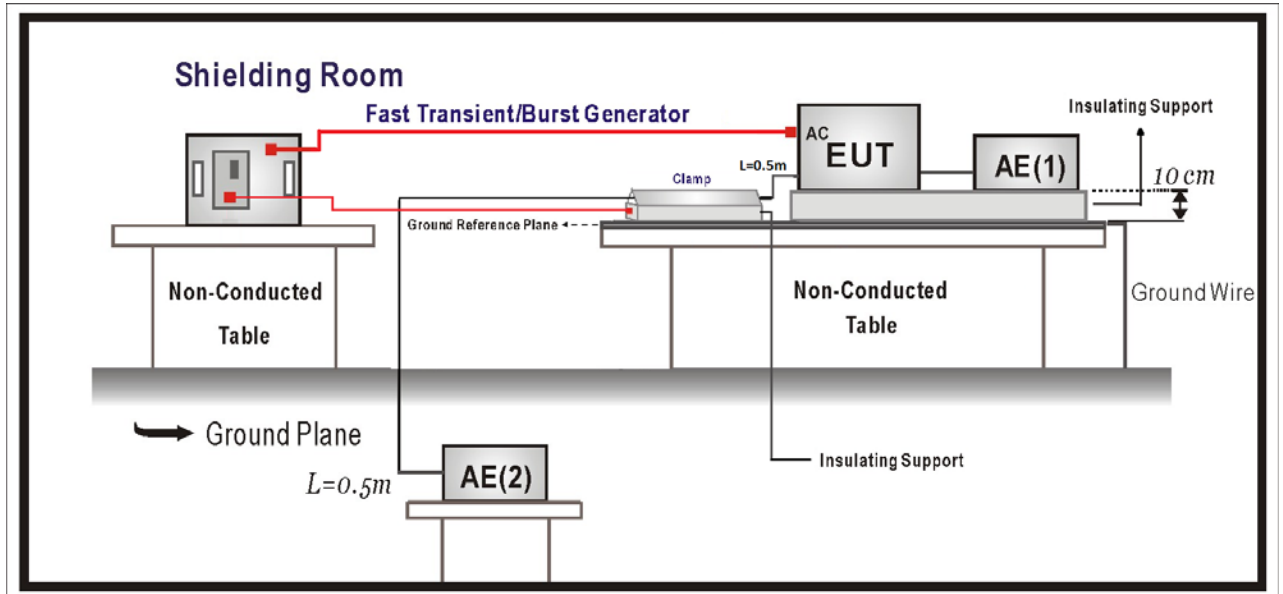 Shielding Room
Fast Transient/Burst Generator
Insulating Support
AC
EUT
AE(1)
L=0.5m
10 cm
Clamp
Ground Reference Plane
Non-Conducted
Table
Non-Conducted
Table
Ground Wire
Ground Plane
AE(2)
L=0.5m
Insulating Support